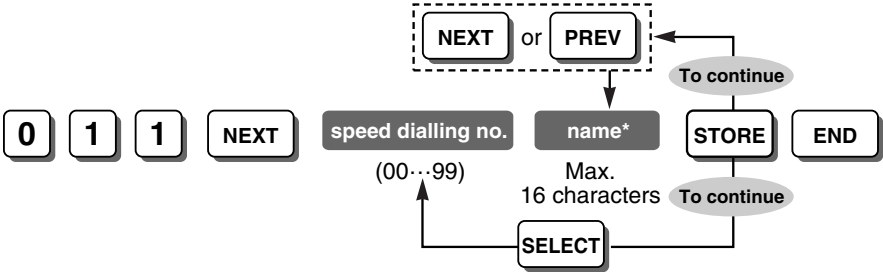 NEXT or PREV
To continue
0 1 1 NEXT speed dialling no. name* STORE END
(00···99) Max.
16 characters To continue
SELECT